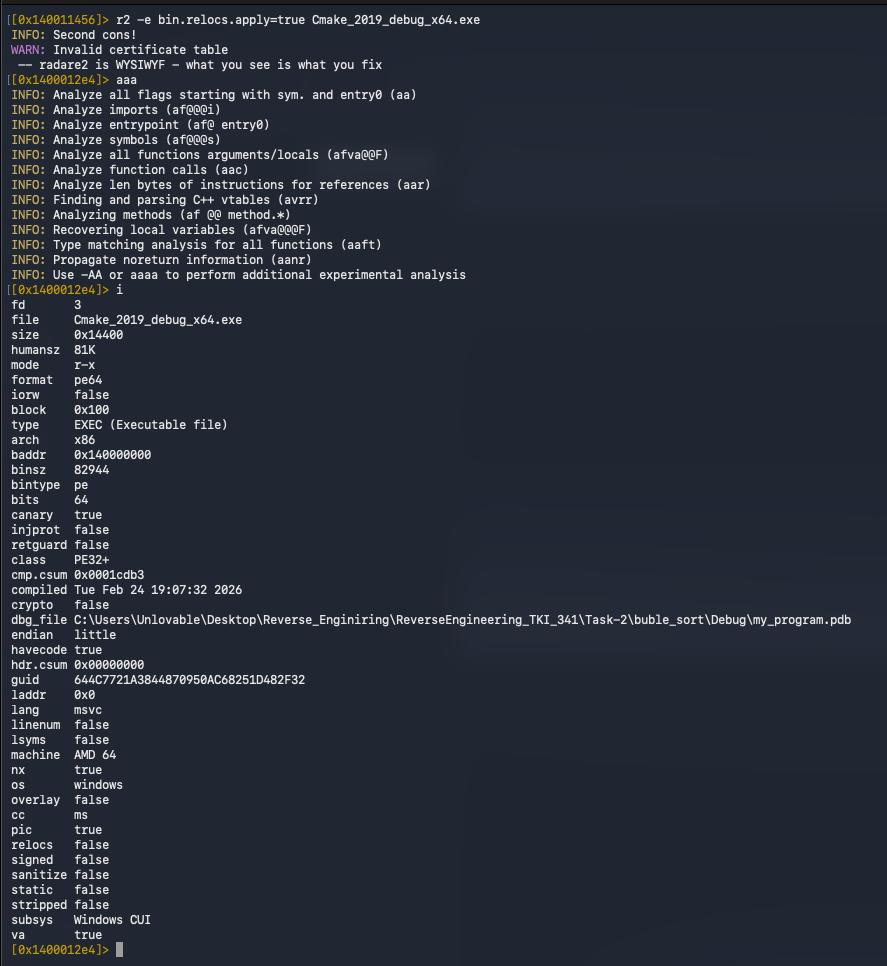 [[0x140011456]> r2 -e bin.relocs.apply=true Cmake_2019_debug_x64.exe
INFO: Second cons!
WARN: Invalid certificate table
-- radare2 is WYSIWYF - what you see is what you fix
[[0x1400012e4]> aaa
INFO: Analyze all flags starting with sym. and entry0 (aa)
INFO: Analyze imports (af@@@i)
INFO: Analyze entrypoint (af@ entry0)
INFO: Analyze symbols (af@@@s)
INFO: Analyze all functions arguments/locals (afva@@F)
INFO: Analyze function calls (aac)
INFO: Analyze len bytes of instructions for references (aar)
INFO: Finding and parsing C++ vtables (avrr)
INFO: Analyzing methods (af @@ method.*)
INFO: Recovering local variables (afva@@@F)
INFO: Type matching analysis for all functions (aaft)
INFO: Propagate noreturn information (aanr)
INFO: Use -AA or aaaa to perform additional experimental analysis
[[0x1400012e4]> i
fd 3
file Cmake_2019_debug_x64.exe
size 0x14400
humansz 81K
mode r-x
format pe64
iorw false
block 0x100
type EXEC (Executable file)
arch x86
baddr 0x140000000
binsz 82944
bintype pe
bits 64
canary true
injprot false
retguard false
class PE32+
cmp.csum 0x0001cdb3
compiled Tue Feb 24 19:07:32 2026
crypto false
dbg_file C:\Users\Unlovable\Desktop\Reverse_Enginiring\ReverseEngineering_TKI_341\Task-2\buble_sort\Debug\my_program.pdb
endian little
havecode true
hdr.csum 0x00000000
guid 644C7721A3844870950AC68251D482F32
laddr 0x0
lang msvc
linenum false
lsyms false
machine AMD 64
nx true
os windows
overlay false
cc ms
pic true
relocs false
signed false
sanitize false
static false
stripped false
subsys Windows CUI
va true
[0x1400012e4]>